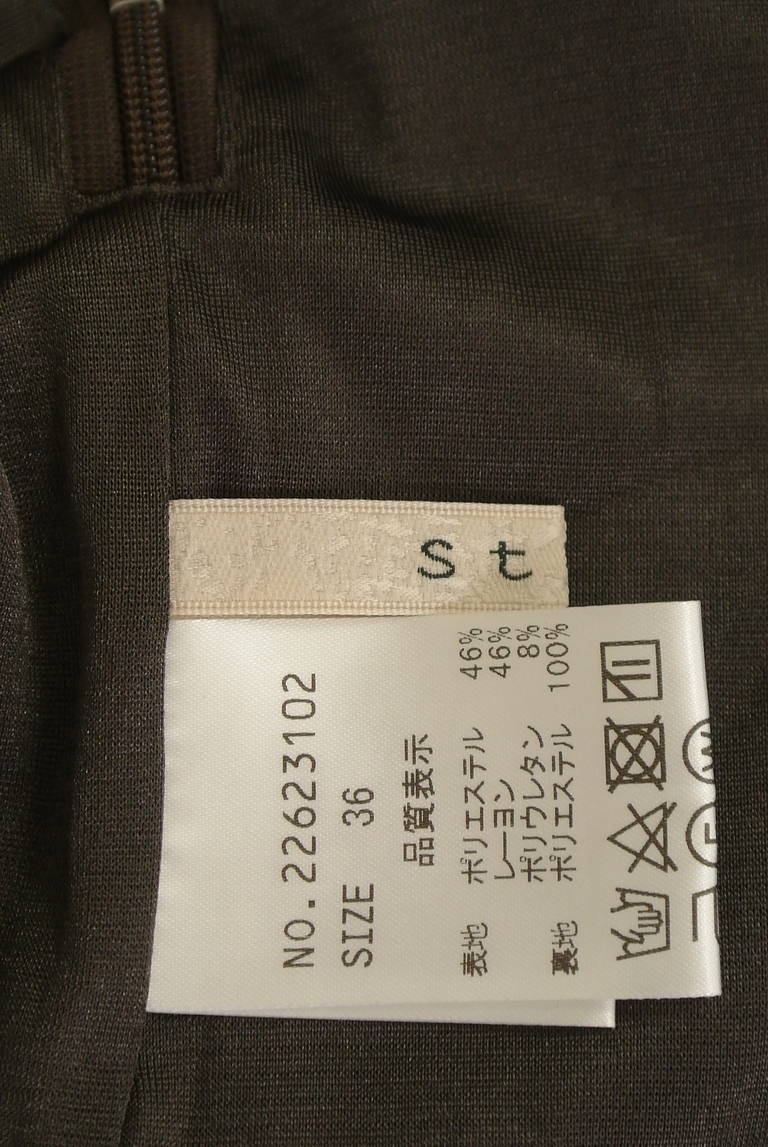 St
NO.22623102
SIZE 36
品質表示
表地 ポリエステル 46%
レーヨン 46%
ポリウレタン 8%
裏地 ポリエステル 100%
W
F